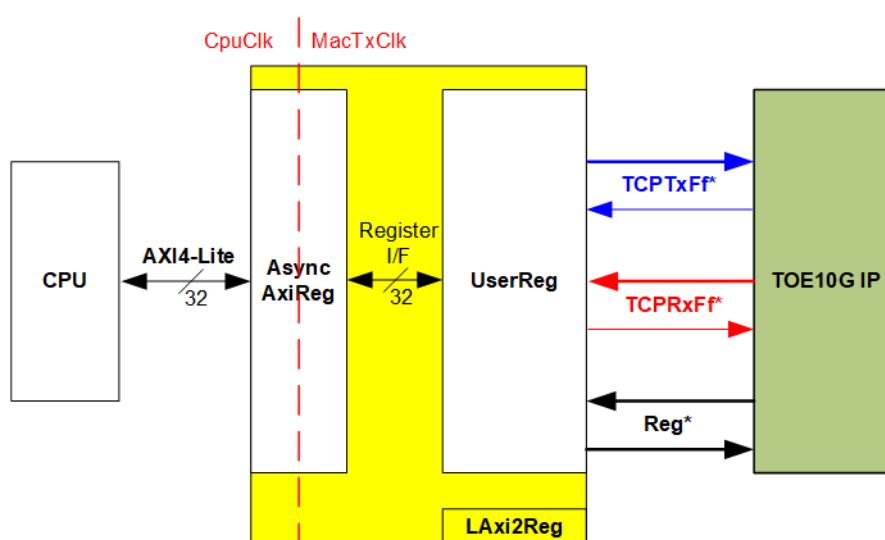 CpuClk MacTxClk
CPU
AXI4-Lite
32
Async
AxiReg
Register
I/F
32
UserReg
TCPTxFf*
TCPRxFf*
Reg*
TOE10G IP
LAxi2Reg